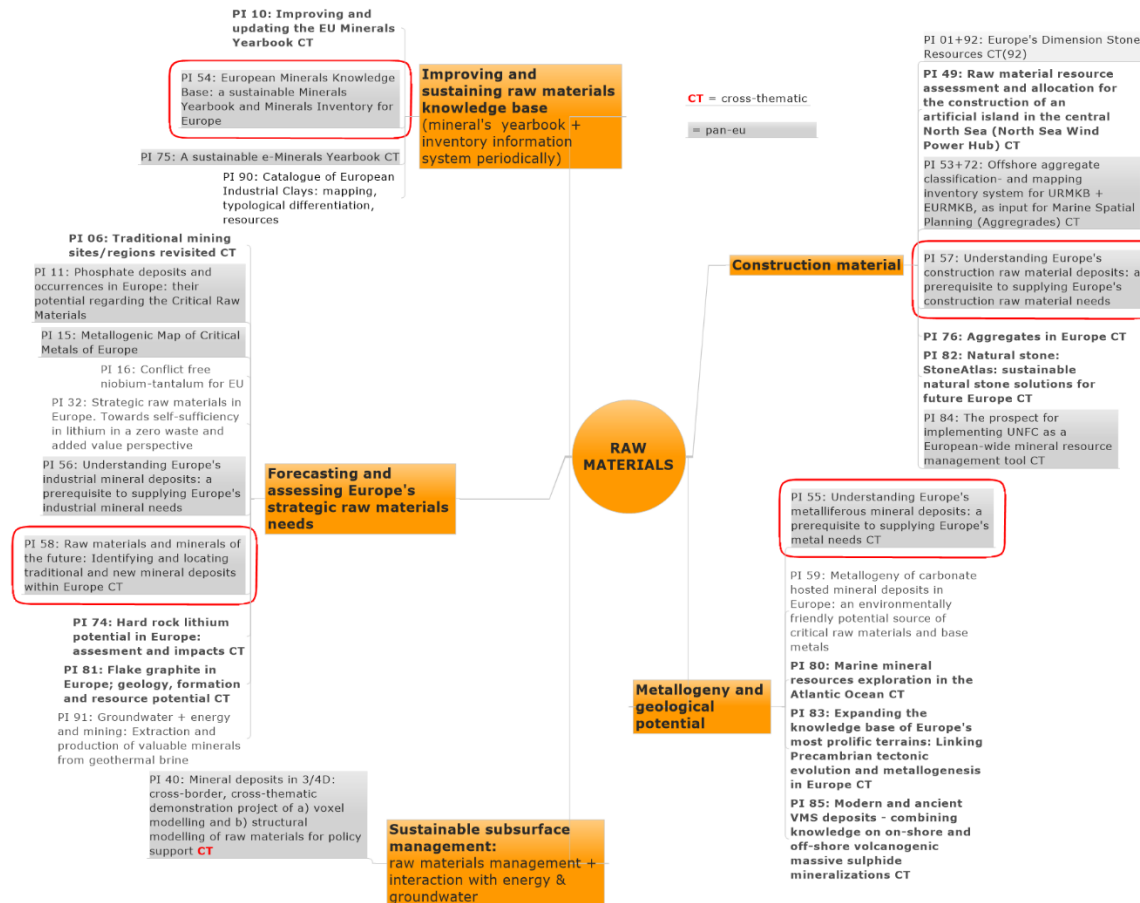 PI 10: Improving and
updating the EU Minerals
Yearbook CT
PI 54: European Minerals Knowledge
Base: a sustainable Minerals
Yearbook and Minerals Inventory for
Europe
PI 75: A sustainable e-Minerals Yearbook CT
PI 90: Catalogue of European
Industrial Clays: mapping,
typological differentiation,
resources
Improving and
sustaining raw materials
knowledge base
(mineral's yearbook +
inventory information
system periodically)
CT = cross-thematic
= pan-eu
PI 01+92: Europe's Dimension Stone
Resources CT(92)
PI 49: Raw material resource
assessment and allocation for
the construction of an
artificial island in the central
North Sea (North Sea Wind
Power Hub) CT
PI 53+72: Offshore aggregate
classification- and mapping
inventory system for URMKB +
EURMKB, as input for Marine Spatial
Planning (Aggregrades) CT
PI 57: Understanding Europe's
construction raw material deposits: a
prerequisite to supplying Europe's
construction raw material needs
PI 76: Aggregates in Europe CT
PI 82: Natural stone:
StoneAtlas: sustainable
natural stone solutions for
future Europe CT
PI 84: The prospect for
implementing UNFC as a
European-wide mineral resource
management tool CT
Construction material
PI 06: Traditional mining
sites/regions revisited CT
PI 11: Phosphate deposits and
occurrences in Europe: their
potential regarding the Critical Raw
Materials
PI 15: Metallogenic Map of Critical
Metals of Europe
PI 16: Conflict free
niobium-tantalum for EU
PI 32: Strategic raw materials in
Europe. Towards self-sufficiency
in lithium in a zero waste and
added value perspective
PI 56: Understanding Europe's
industrial mineral deposits: a
prerequisite to supplying Europe's
industrial mineral needs
PI 58: Raw materials and minerals of
the future: Identifying and locating
traditional and new mineral deposits
within Europe CT
PI 74: Hard rock lithium
potential in Europe:
assesment and impacts CT
PI 81: Flake graphite in
Europe; geology, formation
and resource potential CT
PI 91: Groundwater + energy
and mining: Extraction and
production of valuable minerals
from geothermal brine
Forecasting and
assessing Europe's
strategic raw materials
needs
RAW
MATERIALS
PI 55: Understanding Europe's
metalliferous mineral deposits: a
prerequisite to supplying Europe's
metal needs CT
PI 59: Metallogeny of carbonate
hosted mineral deposits in
Europe: an environmentally
friendly potential source of
critical raw materials and base
metals
PI 80: Marine mineral
resources exploration in the
Atlantic Ocean CT
PI 83: Expanding the
knowledge base of Europe's
most prolific terrains: Linking
Precambrian tectonic
evolution and metallogenesis
in Europe CT
PI 85: Modern and ancient
VMS deposits - combining
knowledge on on-shore and
off-shore volcanogenic
massive sulphide
mineralizations CT
Metallogeny and
geological
potential
PI 40: Mineral deposits in 3/4D:
cross-border, cross-thematic
demonstration project of a) voxel
modelling and b) structural
modelling of raw materials for policy
support CT
Sustainable subsurface
management:
raw materials management +
interaction with energy &
groundwater